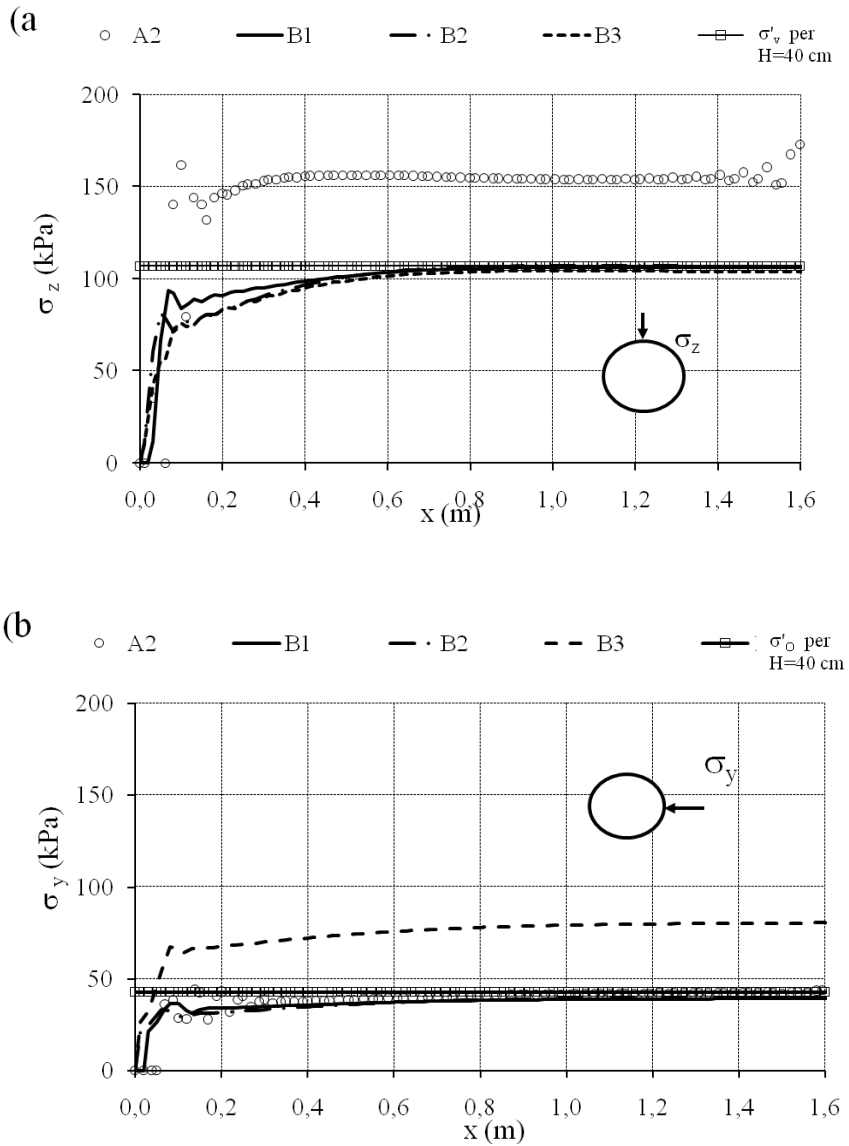 (a
A2 B1 B2 B3 σ'v per
H=40 cm
200
150
100
50
0
σz (kPa)
σz
0,0 0,2 0,4 0,6 0,8 1,0 1,2 1,4 1,6
x (m)
(b
A2 B1 B2 B3 σ'O per
H=40 cm
200
150
100
50
0
σy (kPa)
σy
0,0 0,2 0,4 0,6 0,8 1,0 1,2 1,4 1,6
x (m)